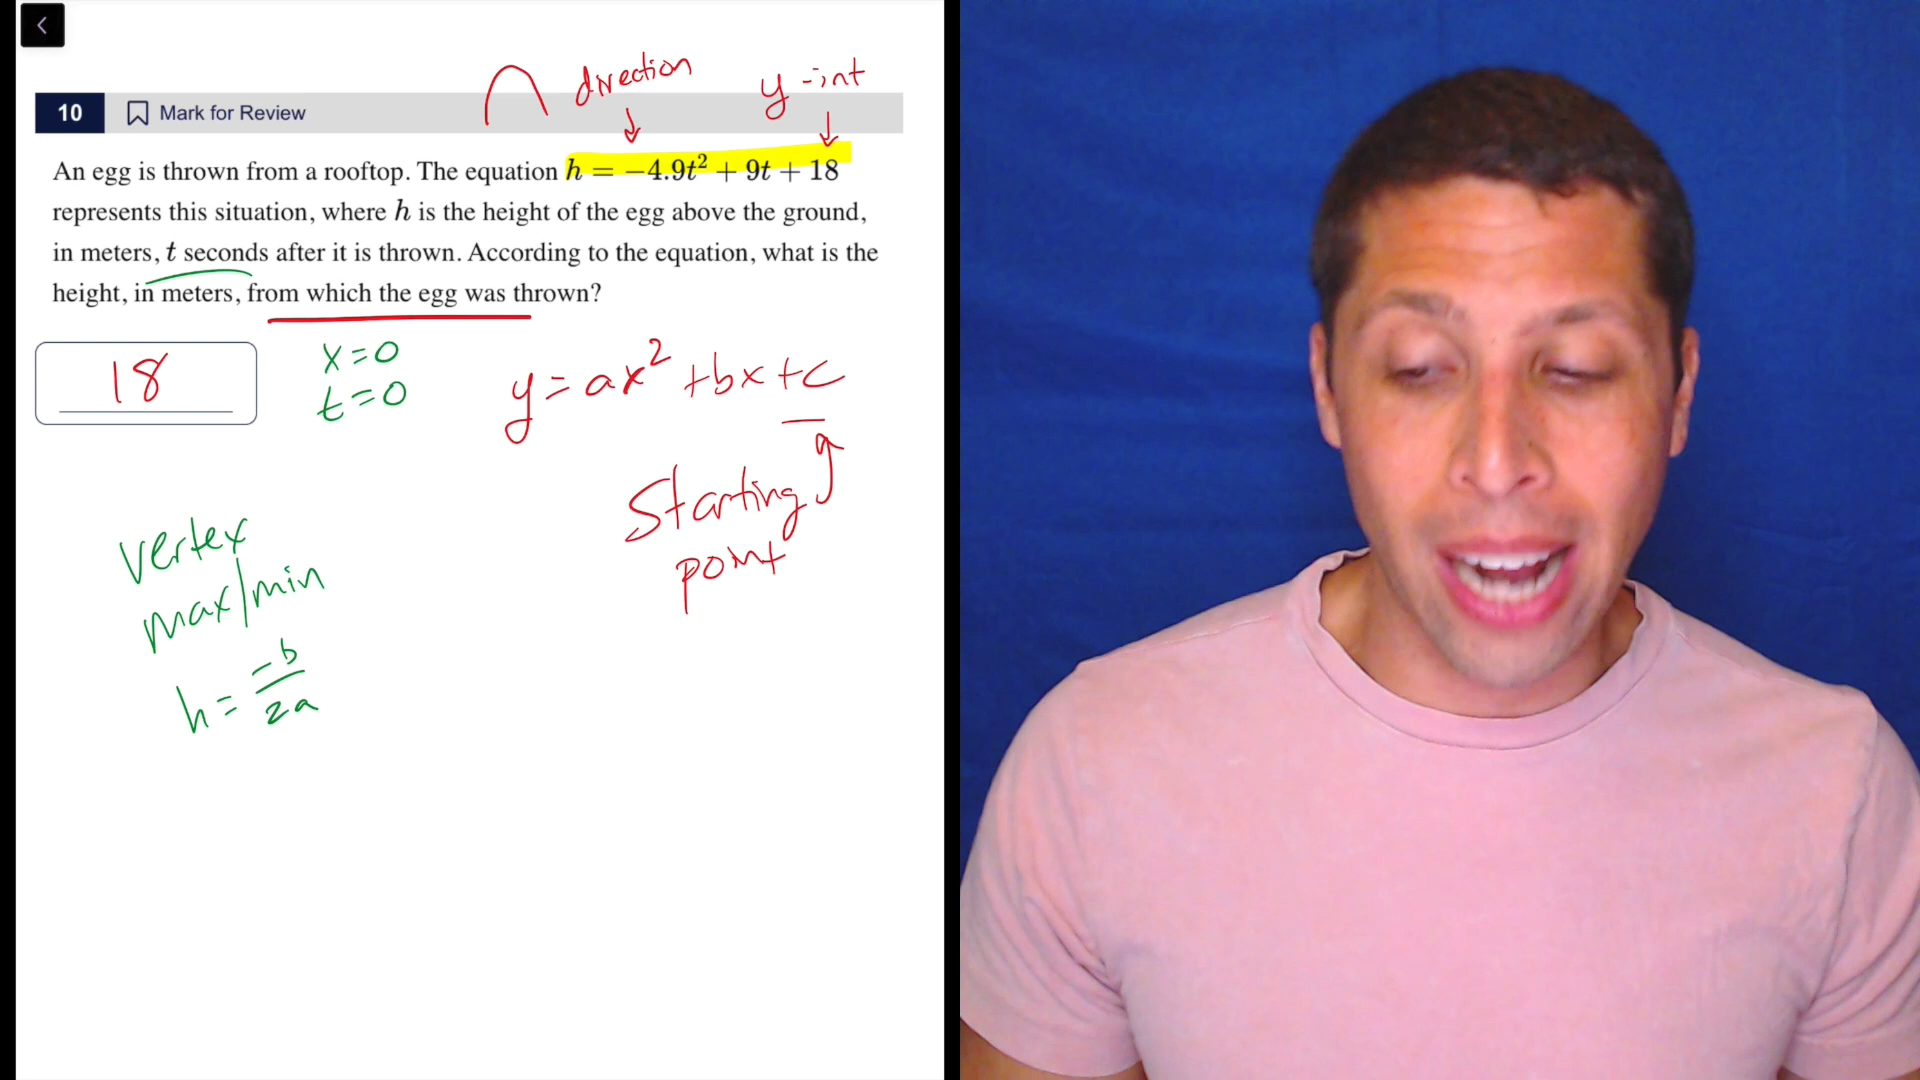 direction
y-int
10 Mark for Review
An egg is thrown from a rooftop. The equation h = −4.9t² + 9t + 18
represents this situation, where h is the height of the egg above the ground,
in meters, t seconds after it is thrown. According to the equation, what is the
height, in meters, from which the egg was thrown?
18
x=0
t=0
y=ax²+bx+c
Starting
point
vertex
max/min
h = -b/2a